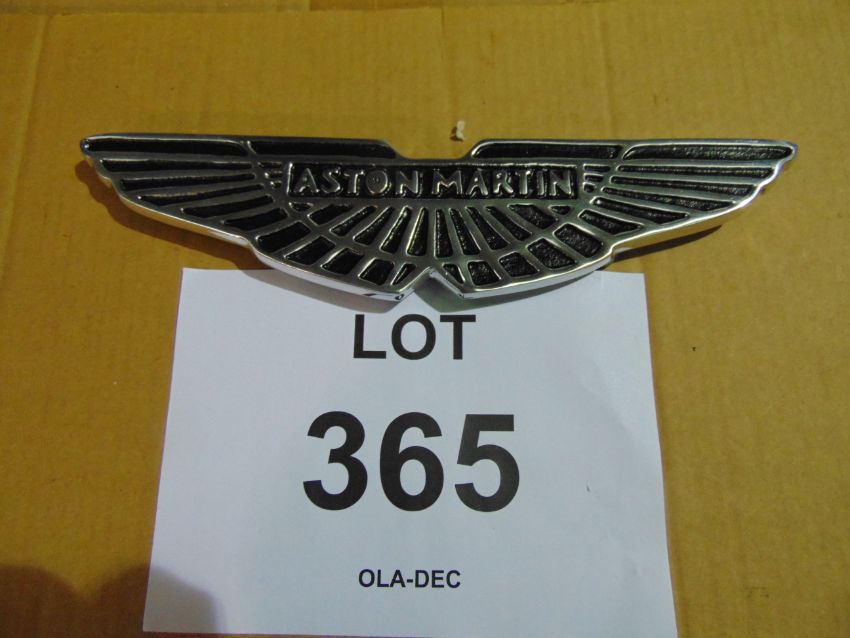 ASTON MARTIN
LOT
365
OLA-DEC